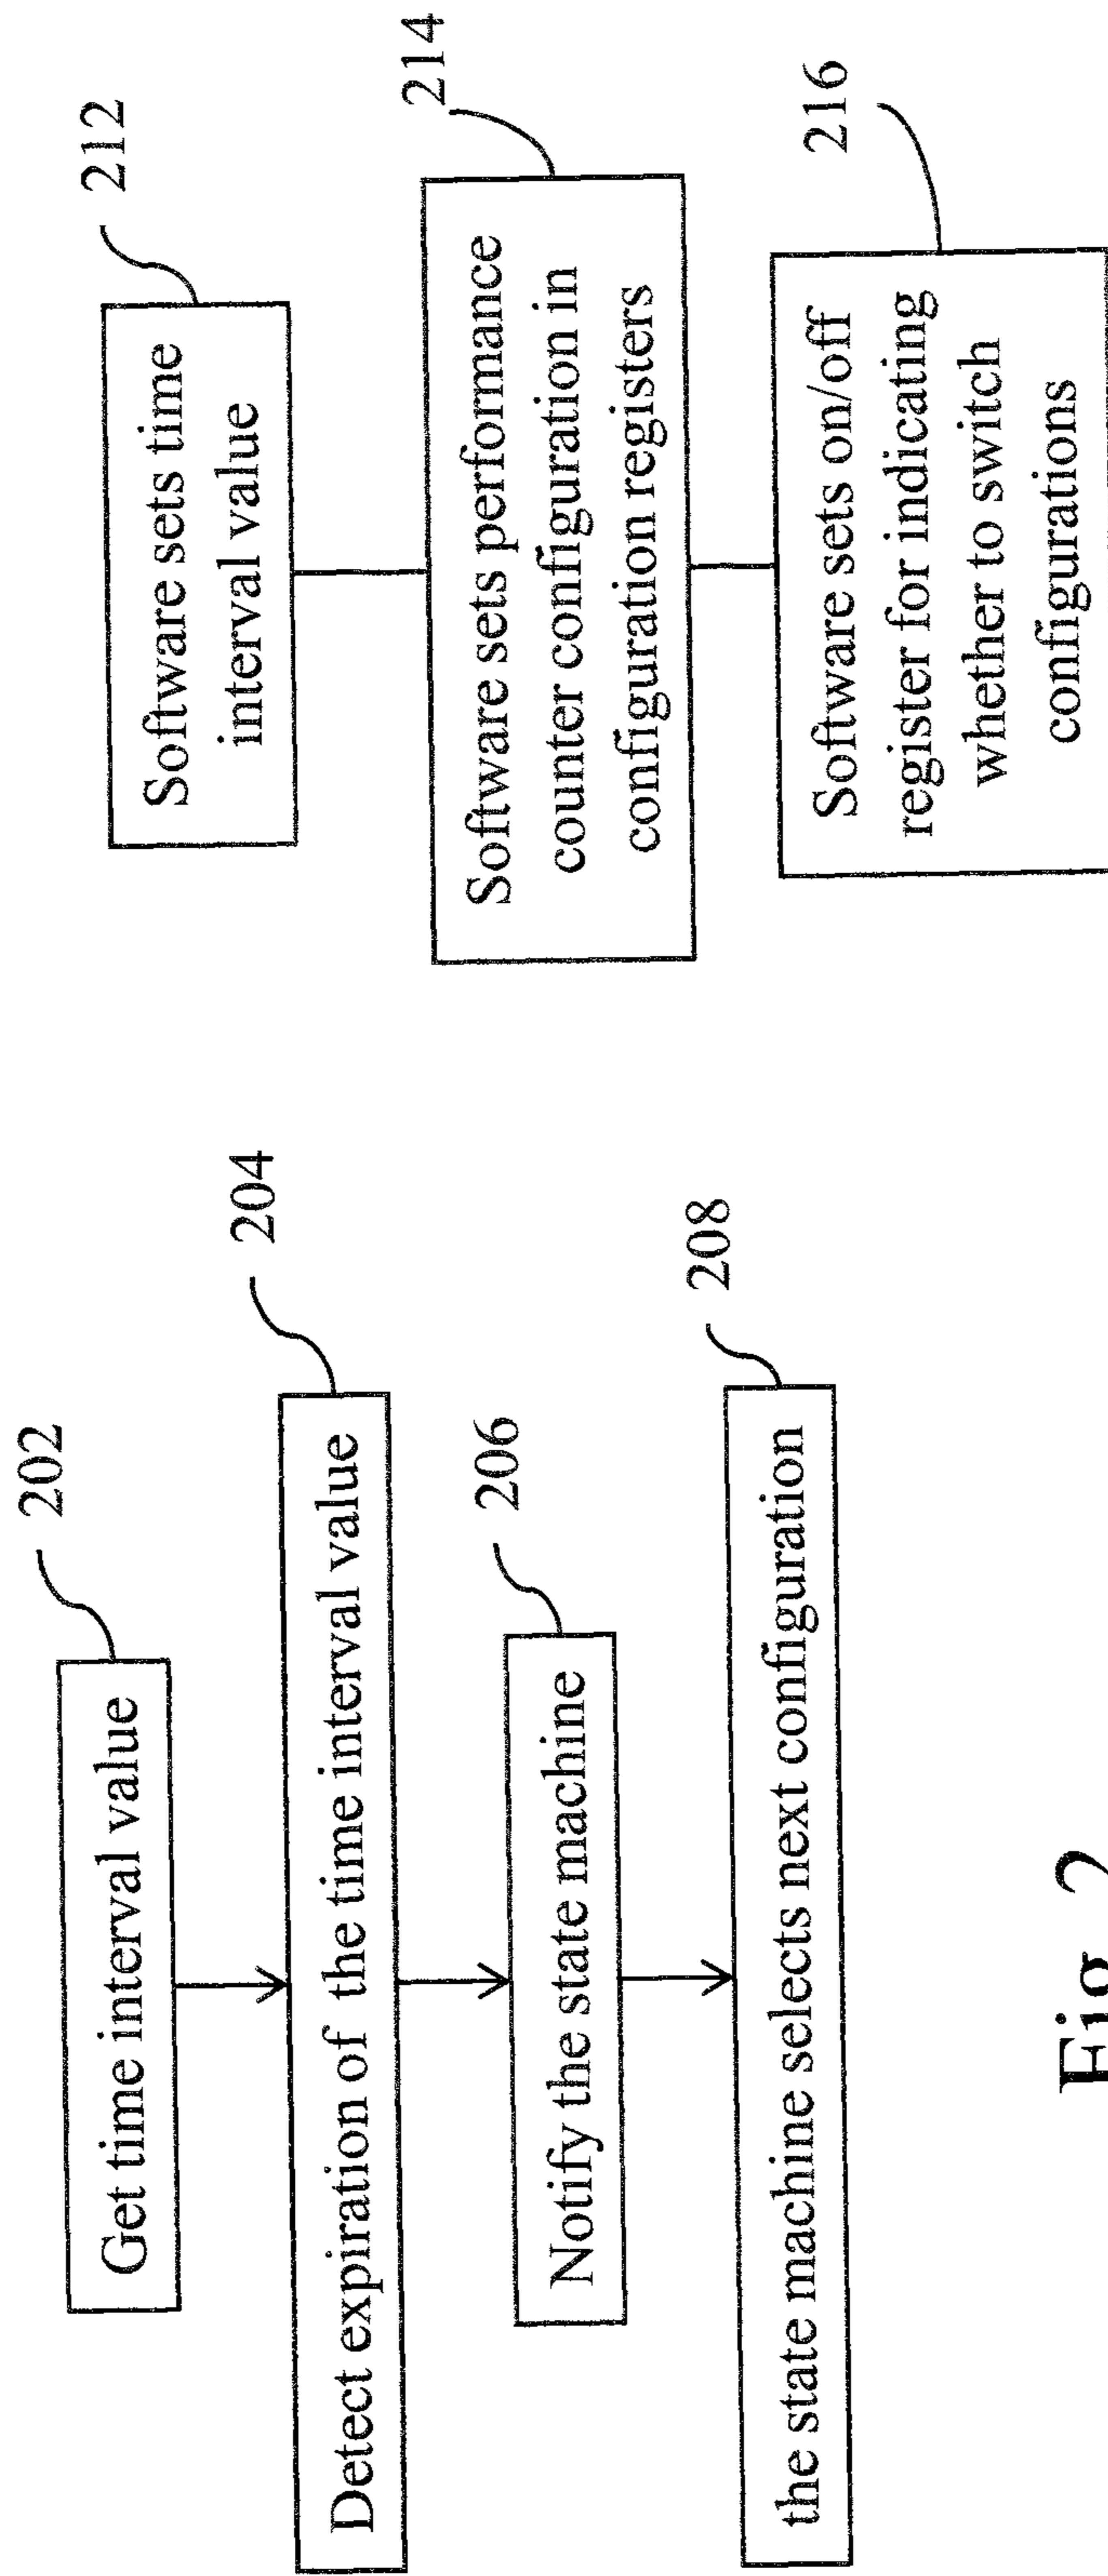 202
Get time interval value
204
Detect expiration of the time interval value
206
Notify the state machine
208
the state machine selects next configuration
212
Software sets time
interval value
214
Software sets performance
counter configuration in
configuration registers
216
Software sets on/off
register for indicating
whether to switch
configurations
Fig. 2